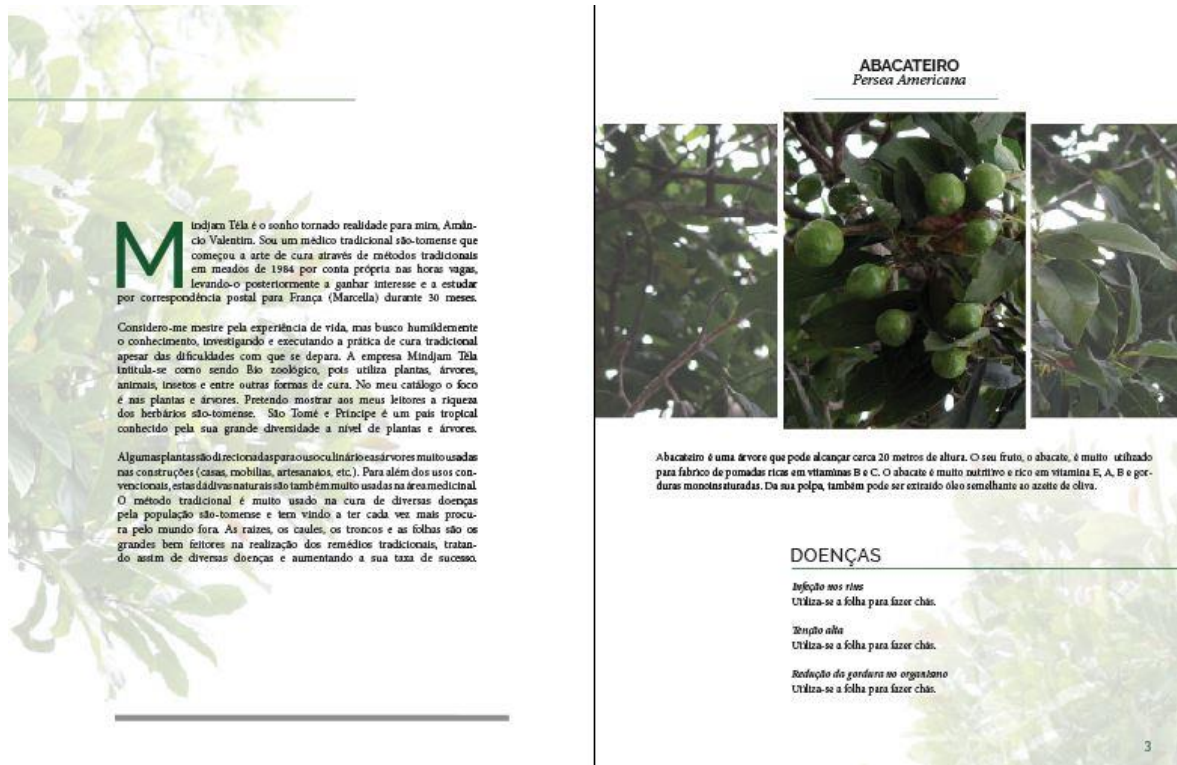 Mindjam Téla é o sonho tornado realidade para mim, Amân-
cio Valentim. Sou um médico tradicional são-tomense que
começou a arte de cura através de métodos tradicionais
em meados de 1984 por conta própria nas horas vagas,
levando-o posteriormente a ganhar interesse e a estudar
por correspondência postal para França (Marcella) durante 30 meses.
Considero-me mestre pela experiência de vida, mas busco humildemente
o conhecimento, investigando e executando a prática de cura tradicional
apesar das dificuldades com que se depara. A empresa Mindjam Téla
intitula-se como sendo Bio zoológico, pois utiliza plantas, árvores,
animais, insetos e entre outras formas de cura. No meu catálogo o foco
é nas plantas e árvores. Pretendo mostrar aos meus leitores a riqueza
dos herbários são-tomense. São Tomé e Príncipe é um país tropical
conhecido pela sua grande diversidade a nível de plantas e árvores.
Algumas plantas são direcionadas para o uso culinário e as árvores muito usadas
nas construções (casas, mobílias, artesanatos, etc.). Para além dos usos con-
vencionais, estas dádivas naturais são também muito usadas na área medicinal.
O método tradicional é muito usado na cura de diversas doenças
pela população são-tomense e tem vindo a ter cada vez mais procu-
ra pelo mundo fora. As raízes, os caules, os troncos e as folhas são os
grandes bem feitores na realização dos remédios tradicionais, tratan-
do assim de diversas doenças e aumentando a sua taxa de sucesso.
ABACATEIRO
Persea Americana
Abacateiro é uma árvore que pode alcançar cerca 20 metros de altura. O seu fruto, o abacate, é muito utilizado
para fabrico de pomadas ricas em vitaminas B e C. O abacate é muito nutritivo e rico em vitamina E, A, B e gor-
duras monoinsaturadas. Da sua polpa, também pode ser extraído óleo semelhante ao azeite de oliva.
DOENÇAS
Infeção nos rins
Utiliza-se a folha para fazer chás.
Tenção alta
Utiliza-se a folha para fazer chás.
Redução da gordura no organismo
Utiliza-se a folha para fazer chás.
3